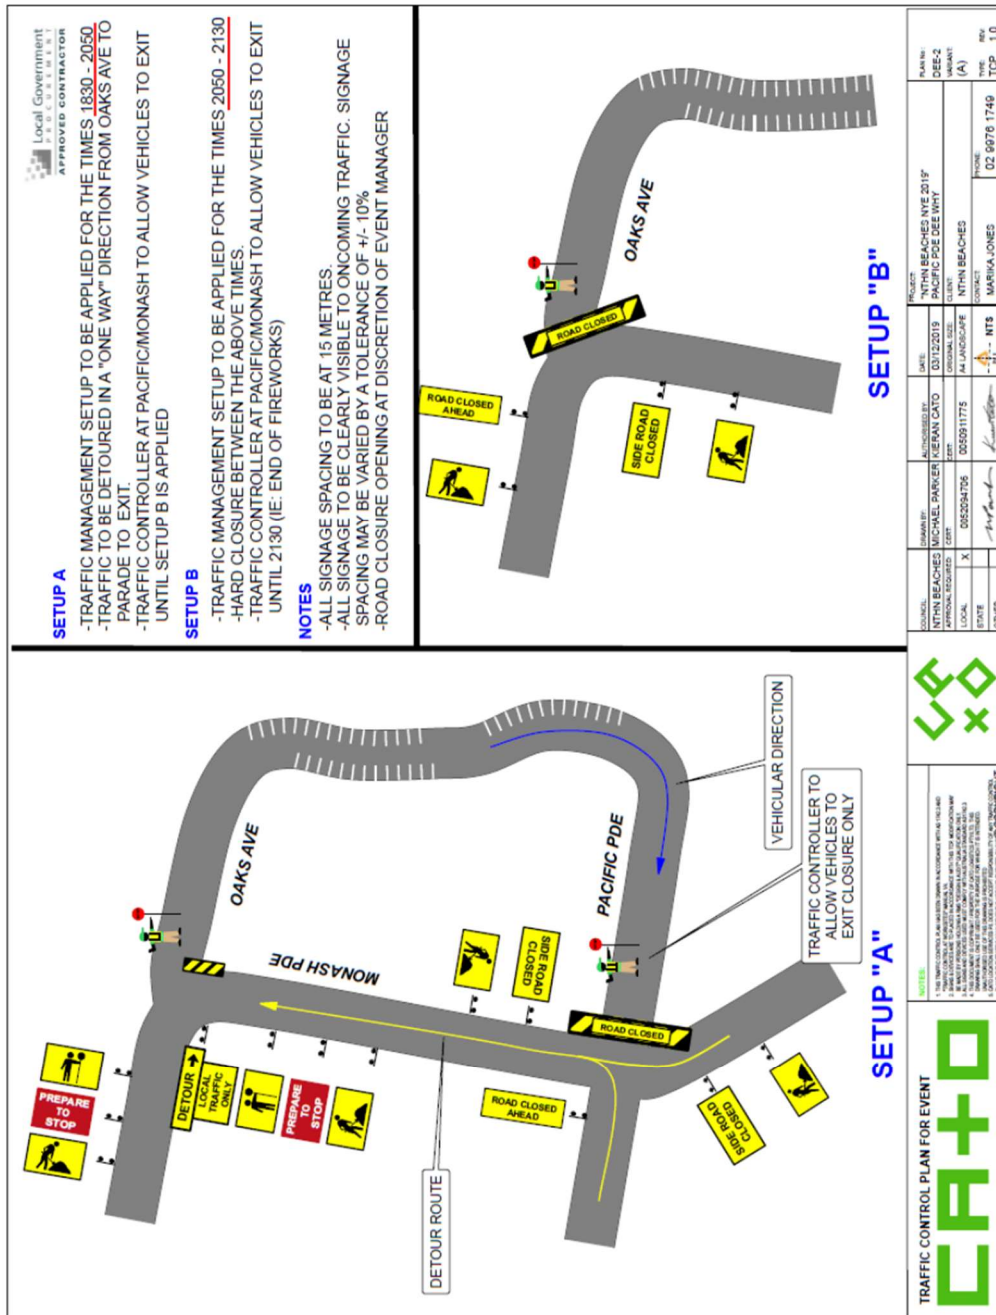 Local Government
PROCUREMENT
APPROVED CONTRACTOR
SETUP A
-TRAFFIC MANAGEMENT SETUP TO BE APPLIED FOR THE TIMES 1830 - 2050
-TRAFFIC TO BE DETOURED IN A "ONE WAY" DIRECTION FROM OAKS AVE TO
PARADE TO EXIT.
-TRAFFIC CONTROLLER AT PACIFIC/MONASH TO ALLOW VEHICLES TO EXIT
UNTIL SETUP B IS APPLIED
SETUP B
-TRAFFIC MANAGEMENT SETUP TO BE APPLIED FOR THE TIMES 2050 - 2130
-HARD CLOSURE BETWEEN THE ABOVE TIMES.
-TRAFFIC CONTROLLER AT PACIFIC/MONASH TO ALLOW VEHICLES TO EXIT
UNTIL 2130 (IE: END OF FIREWORKS)
NOTES
-ALL SIGNAGE SPACING TO BE AT 15 METRES.
-ALL SIGNAGE TO BE CLEARLY VISIBLE TO ONCOMING TRAFFIC. SIGNAGE
SPACING MAY BE VARIED BY A TOLERANCE OF +/- 10%
-ROAD CLOSURE OPENING AT DISCRETION OF EVENT MANAGER
PREPARE
TO
STOP
DETOUR
LOCAL
TRAFFIC
ONLY
PREPARE
TO
STOP
OAKS AVE
MONASH PDE
SIDE ROAD
CLOSED
PACIFIC PDE
ROAD CLOSED
ROAD CLOSED
AHEAD
SIDE ROAD
CLOSED
DETOUR ROUTE
VEHICULAR DIRECTION
TRAFFIC CONTROLLER TO
ALLOW VEHICLES TO
EXIT CLOSURE ONLY
SETUP "A"
ROAD CLOSED
AHEAD
ROAD CLOSED
OAKS AVE
SIDE ROAD
CLOSED
SETUP "B"
TRAFFIC CONTROL PLAN FOR EVENT
CA+O
NOTES:
COUNCIL:
NTHN BEACHES
APPROVAL REQUIRED:
LOCAL X
STATE
DRAWN BY:
MICHAEL PARKER
CERT:
0052094706
AUTHORISED BY:
KIERAN CATO
CERT:
0050911775
DATE:
03/12/2019
ORIGINAL SIZE:
A4 LANDSCAPE
NTS
PROJECT:
"NTHN BEACHES NYE 2019"
PACIFIC PDE DEE WHY
CLIENT:
NTHN BEACHES
CONTACT:
MARIKA JONES
PHONE:
02 9976 1749
PLAN No:
DEE-2
VARIANT:
(A)
TYPE:
TCP
REV:
1.0